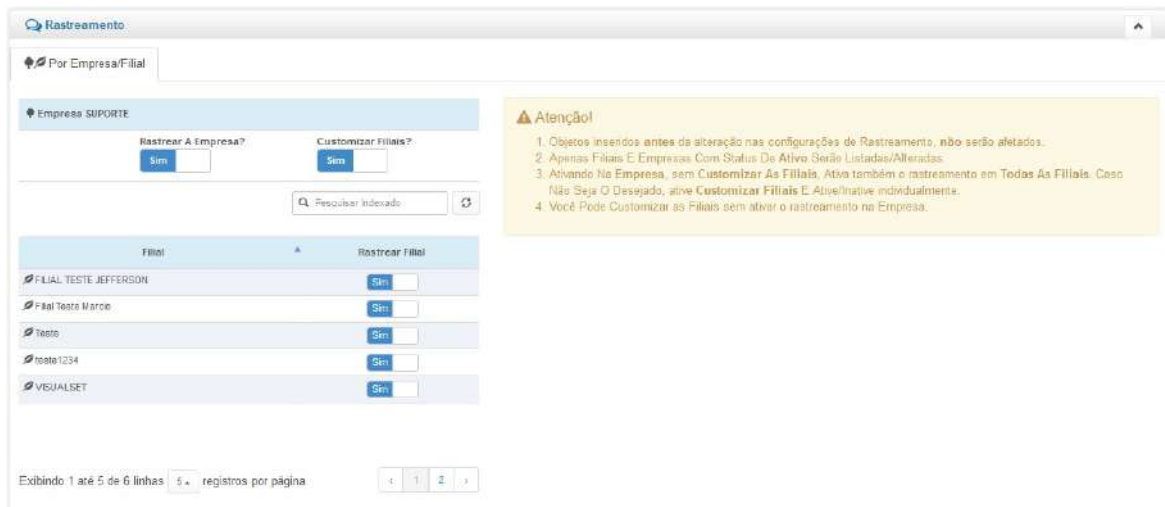 Rastreamento
Por Empresa/Filial
Empresa SUPORTE
Rastrear A Empresa?
Customizar Filiais?
Sim
Sim
Pesquisar indexado
Filial
Rastrear Filial
FILIAL TESTE JEFFERSON
Sim
Filial Teste Marcio
Sim
Teste
Sim
teste1234
Sim
VISUALSET
Sim
Exibindo 1 até 5 de 6 linhas 5 registros por página
‹ 1 2 ›
Atenção!
1. Objetos inseridos antes da alteração nas configurações de Rastreamento, não serão afetados.
2. Apenas Filiais E Empresas Com Status De Ativo Serão Listadas/Alteradas.
3. Ativando Na Empresa, sem Customizar As Filiais, Ativa também o rastreamento em Todas As Filiais. Caso
Não Seja O Desejado, ative Customizar Filiais E Ative/Inative individualmente.
4. Você Pode Customizar as Filiais sem ativar o rastreamento na Empresa.